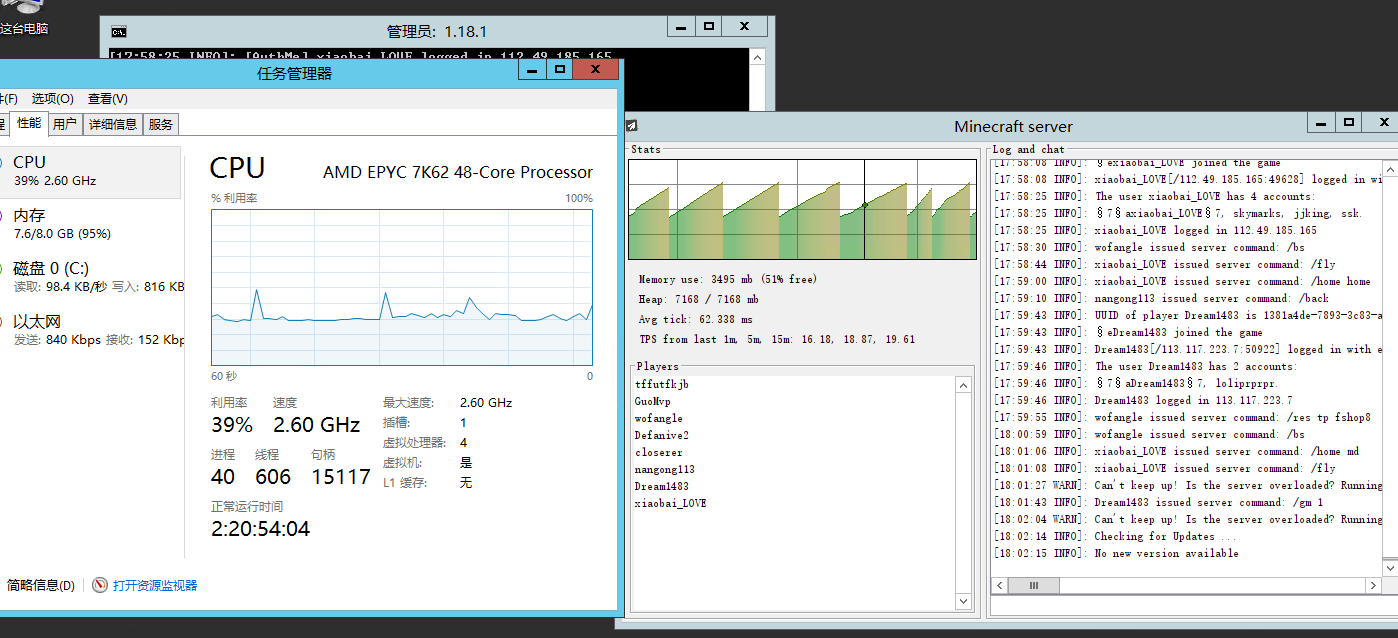 这台电脑
管理员: 1.18.1
[17:58:25 INFO]: [AuthMe] xiaobai_LOVE logged in 112.49.185.165
任务管理器
件(F) 选项(O) 查看(V)
程 性能 用户 详细信息 服务
CPU
39% 2.60 GHz
内存
7.6/8.0 GB (95%)
磁盘 0 (C:)
读取: 98.4 KB/秒 写入: 816 KB
以太网
发送: 840 Kbps 接收: 152 Kbp
CPU
AMD EPYC 7K62 48-Core Processor
% 利用率 100%
60 秒 0
利用率 速度
39% 2.60 GHz
进程 线程 句柄
40 606 15117
正常运行时间
2:20:54:04
最大速度: 2.60 GHz
插槽: 1
虚拟处理器: 4
虚拟机: 是
L1 缓存: 无
简略信息(D) 打开资源监视器
Minecraft server
Stats
Memory use: 3495 mb (51% free)
Heap: 7168 / 7168 mb
Avg tick: 62.338 ms
TPS from last 1m, 5m, 15m: 16.18, 18.87, 19.61
Players
tffutfkjb
GuoMvp
wofangle
Defanive2
closerer
nangong113
Dream1483
xiaobai_LOVE
Log and chat
[17:58:08 INFO]: §exiaobai_LOVE joined the game
[17:58:08 INFO]: xiaobai_LOVE[/112.49.185.165:49628] logged in wi
[17:58:25 INFO]: The user xiaobai_LOVE has 4 accounts:
[17:58:25 INFO]: §7§axiaobai_LOVE§7, skymarks, jjking, ssk.
[17:58:25 INFO]: xiaobai_LOVE logged in 112.49.185.165
[17:58:30 INFO]: wofangle issued server command: /bs
[17:58:44 INFO]: xiaobai_LOVE issued server command: /fly
[17:59:00 INFO]: xiaobai_LOVE issued server command: /home home
[17:59:10 INFO]: nangong113 issued server command: /back
[17:59:43 INFO]: UUID of player Dream1483 is 1381a4de-7893-3c83-a
[17:59:43 INFO]: §eDream1483 joined the game
[17:59:43 INFO]: Dream1483[/113.117.223.7:50922] logged in with e
[17:59:46 INFO]: The user Dream1483 has 2 accounts:
[17:59:46 INFO]: §7§aDream1483§7, loliprprpr.
[17:59:46 INFO]: Dream1483 logged in 113.117.223.7
[17:59:55 INFO]: wofangle issued server command: /res tp fshop8
[18:00:59 INFO]: wofangle issued server command: /bs
[18:01:06 INFO]: xiaobai_LOVE issued server command: /home md
[18:01:08 INFO]: xiaobai_LOVE issued server command: /fly
[18:01:27 WARN]: Can't keep up! Is the server overloaded? Running
[18:01:43 INFO]: Dream1483 issued server command: /gm 1
[18:02:04 WARN]: Can't keep up! Is the server overloaded? Running
[18:02:14 INFO]: Checking for Updates ...
[18:02:15 INFO]: No new version available